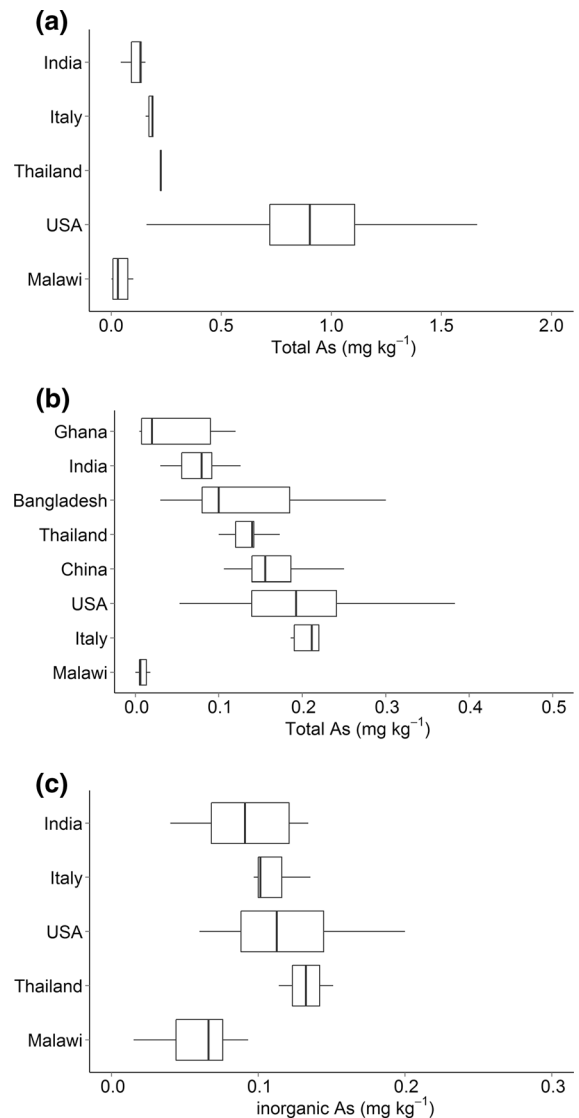 (a)
India
Italy
Thailand
USA
Malawi
0.0 0.5 1.0 1.5 2.0
Total As (mg kg⁻¹)
(b)
Ghana
India
Bangladesh
Thailand
China
USA
Italy
Malawi
0.0 0.1 0.2 0.3 0.4 0.5
Total As (mg kg⁻¹)
(c)
India
Italy
USA
Thailand
Malawi
0.0 0.1 0.2 0.3
inorganic As (mg kg⁻¹)